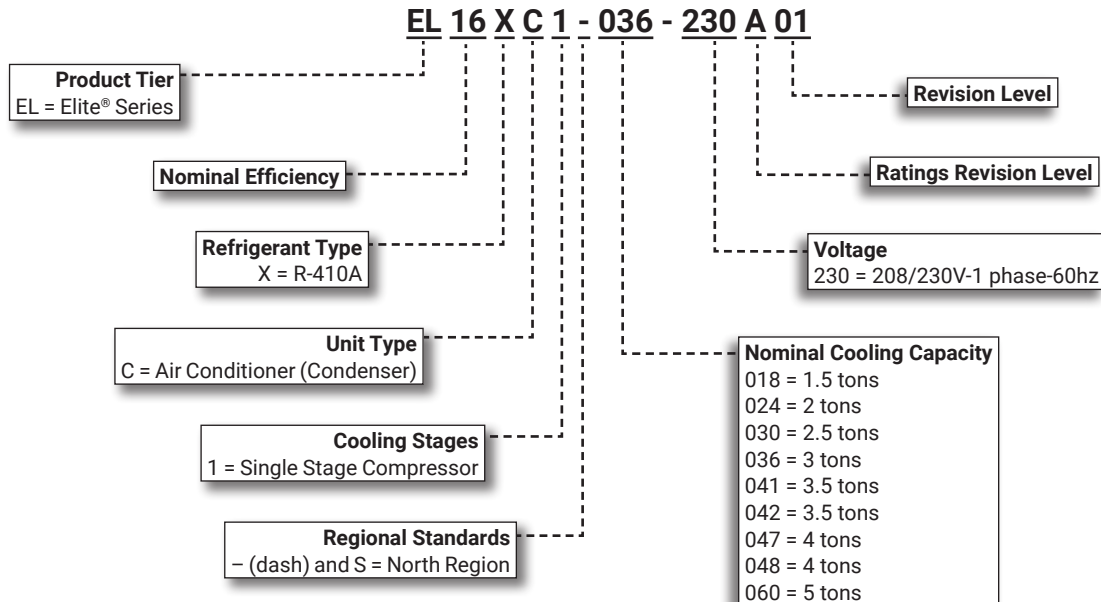 EL 16 X C 1 - 036 - 230 A 01
Product Tier
EL = Elite® Series
Revision Level
Nominal Efficiency
Ratings Revision Level
Refrigerant Type
X = R-410A
Voltage
230 = 208/230V-1 phase-60hz
Unit Type
C = Air Conditioner (Condenser)
Nominal Cooling Capacity
018 = 1.5 tons
024 = 2 tons
030 = 2.5 tons
036 = 3 tons
041 = 3.5 tons
042 = 3.5 tons
047 = 4 tons
048 = 4 tons
060 = 5 tons
Cooling Stages
1 = Single Stage Compressor
Regional Standards
– (dash) and S = North Region